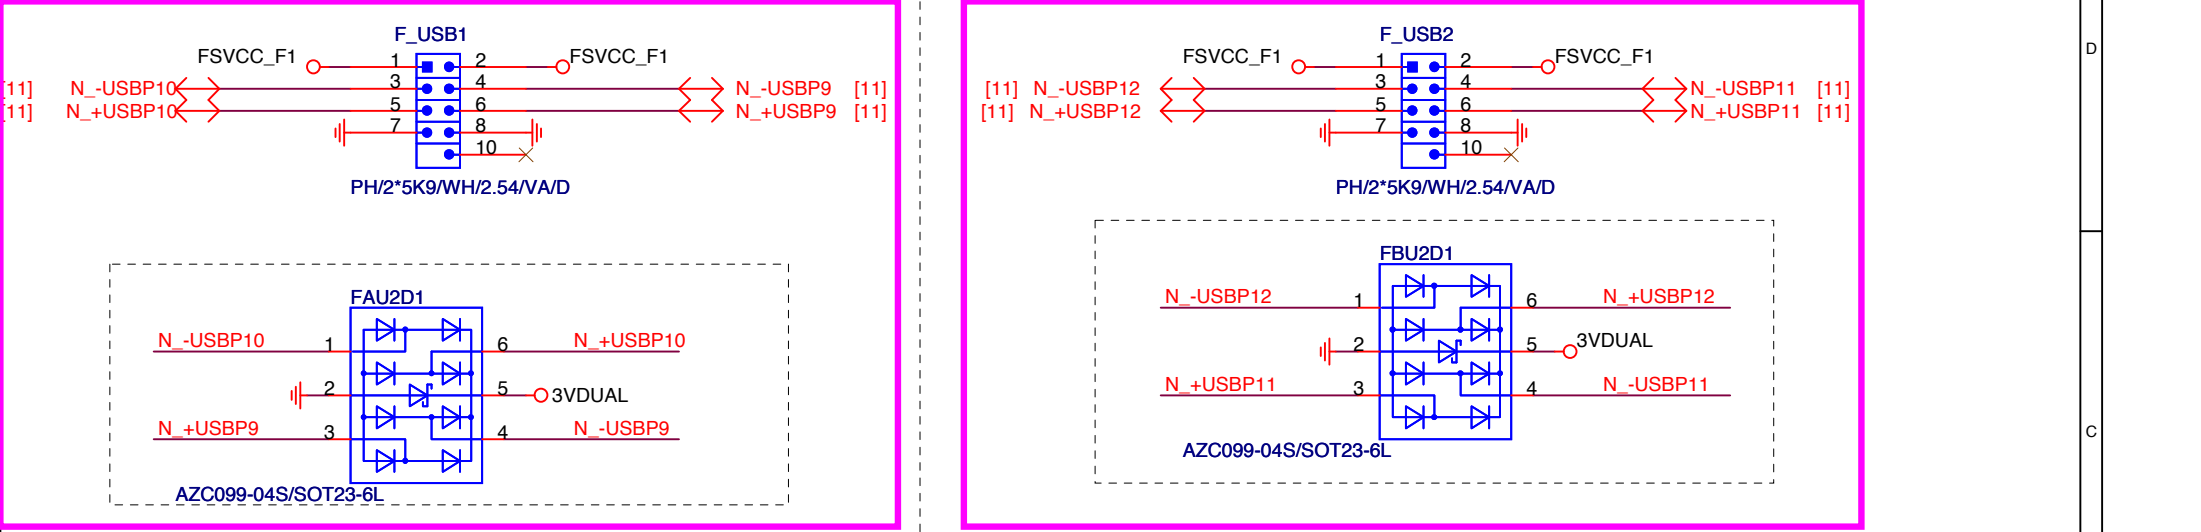 F_USB1
FSVCC_F1 1 2 FSVCC_F1
[11] N_-USBP10 3 4 N_-USBP9 [11]
[11] N_+USBP10 5 6 N_+USBP9 [11]
7 8
10
PH/2*5K9/WH/2.54/VA/D
FAU2D1
N_-USBP10 1 6 N_+USBP10
2 5 3VDUAL
N_+USBP9 3 4 N_-USBP9
AZC099-04S/SOT23-6L
F_USB2
FSVCC_F1 1 2 FSVCC_F1
[11] N_-USBP12 3 4 N_-USBP11 [11]
[11] N_+USBP12 5 6 N_+USBP11 [11]
7 8
10
PH/2*5K9/WH/2.54/VA/D
FBU2D1
N_-USBP12 1 6 N_+USBP12
2 5 3VDUAL
N_+USBP11 3 4 N_-USBP11
AZC099-04S/SOT23-6L
D
C